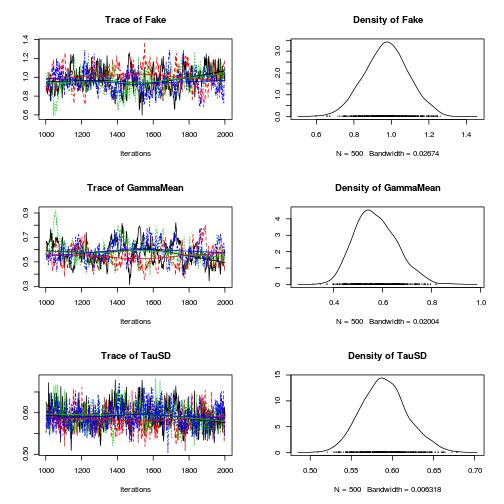 Trace of Fake
0.6 0.8 1.0 1.2 1.4
1000 1200 1400 1600 1800 2000
Iterations
Density of Fake
0.0 1.0 2.0 3.0
0.6 0.8 1.0 1.2 1.4
N = 500 Bandwidth = 0.02674
Trace of GammaMean
0.3 0.5 0.7 0.9
1000 1200 1400 1600 1800 2000
Iterations
Density of GammaMean
0 1 2 3 4
0.4 0.6 0.8 1.0
N = 500 Bandwidth = 0.02004
Trace of TauSD
0.50 0.60
1000 1200 1400 1600 1800 2000
Iterations
Density of TauSD
0 5 10 15
0.50 0.55 0.60 0.65 0.70
N = 500 Bandwidth = 0.006318